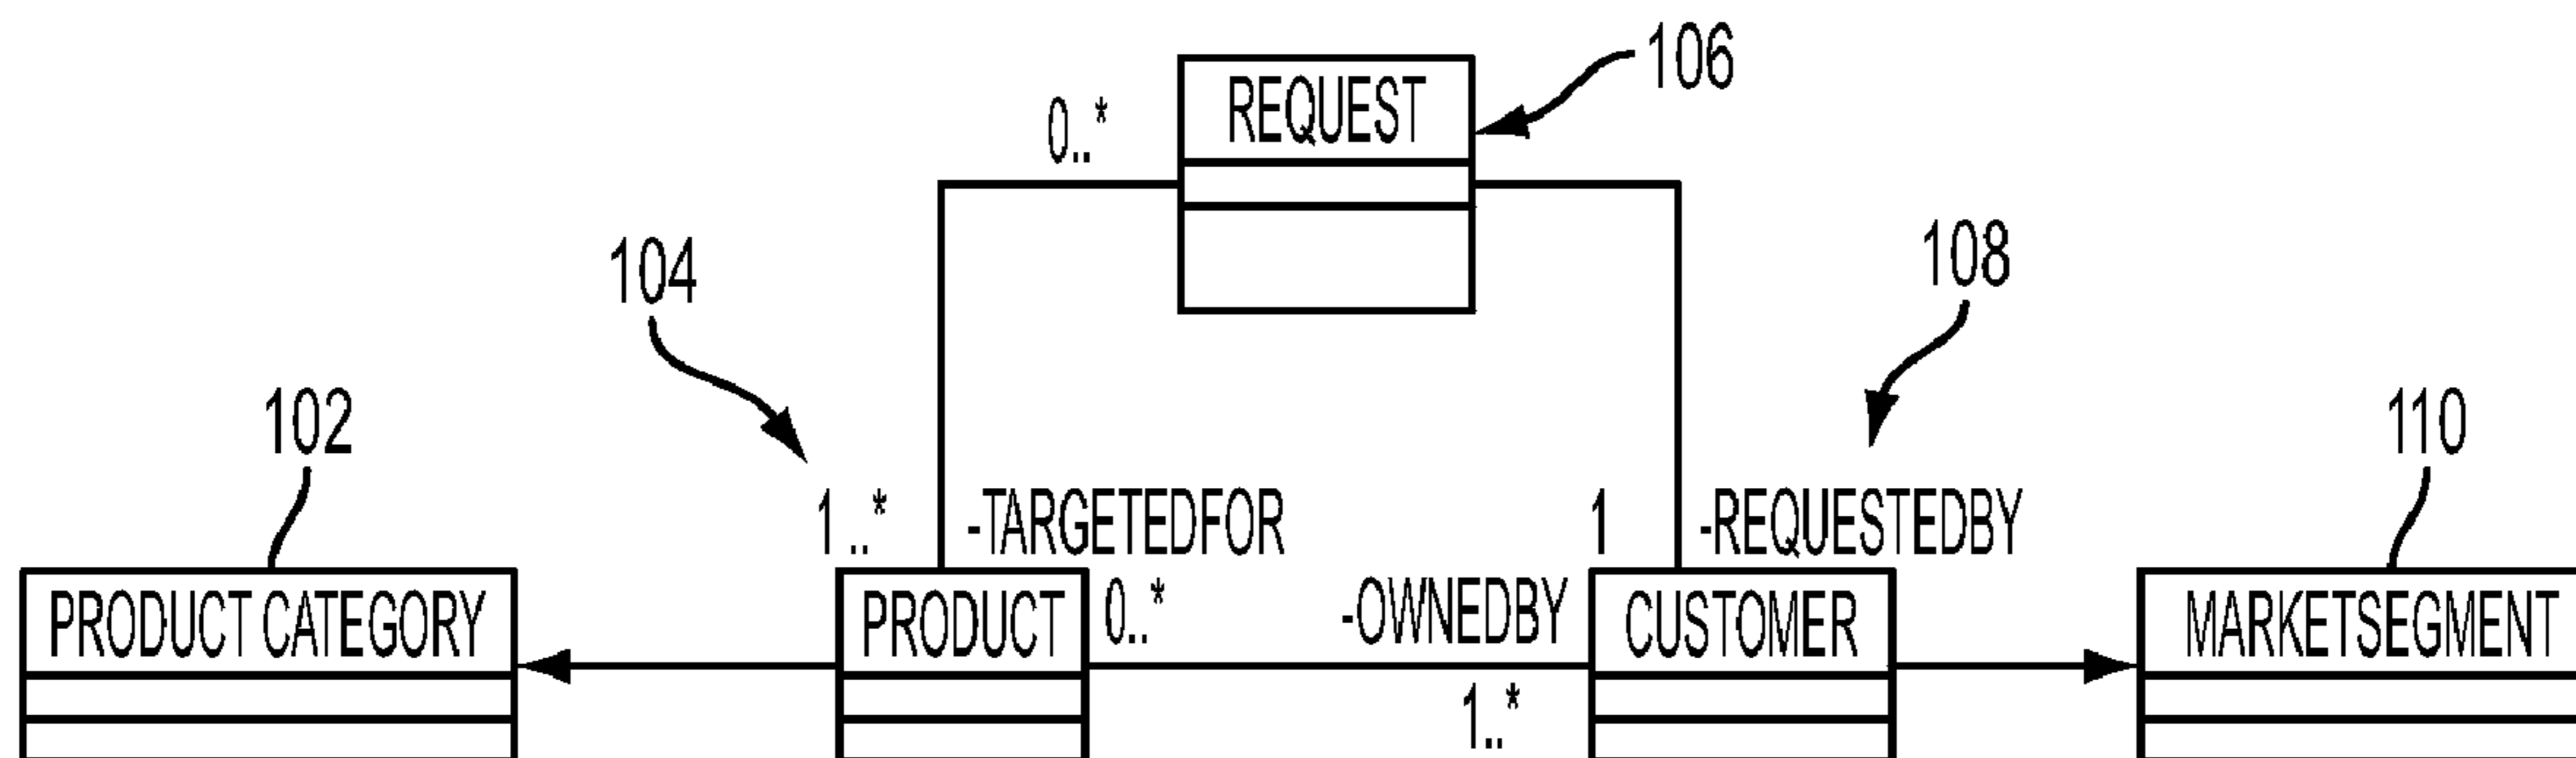 106
REQUEST
0..*
104
108
102
110
1..*
-TARGETEDFOR
1
-REQUESTEDBY
PRODUCT CATEGORY
PRODUCT
0..*
-OWNEDBY
CUSTOMER
MARKETSEGMENT
1..*